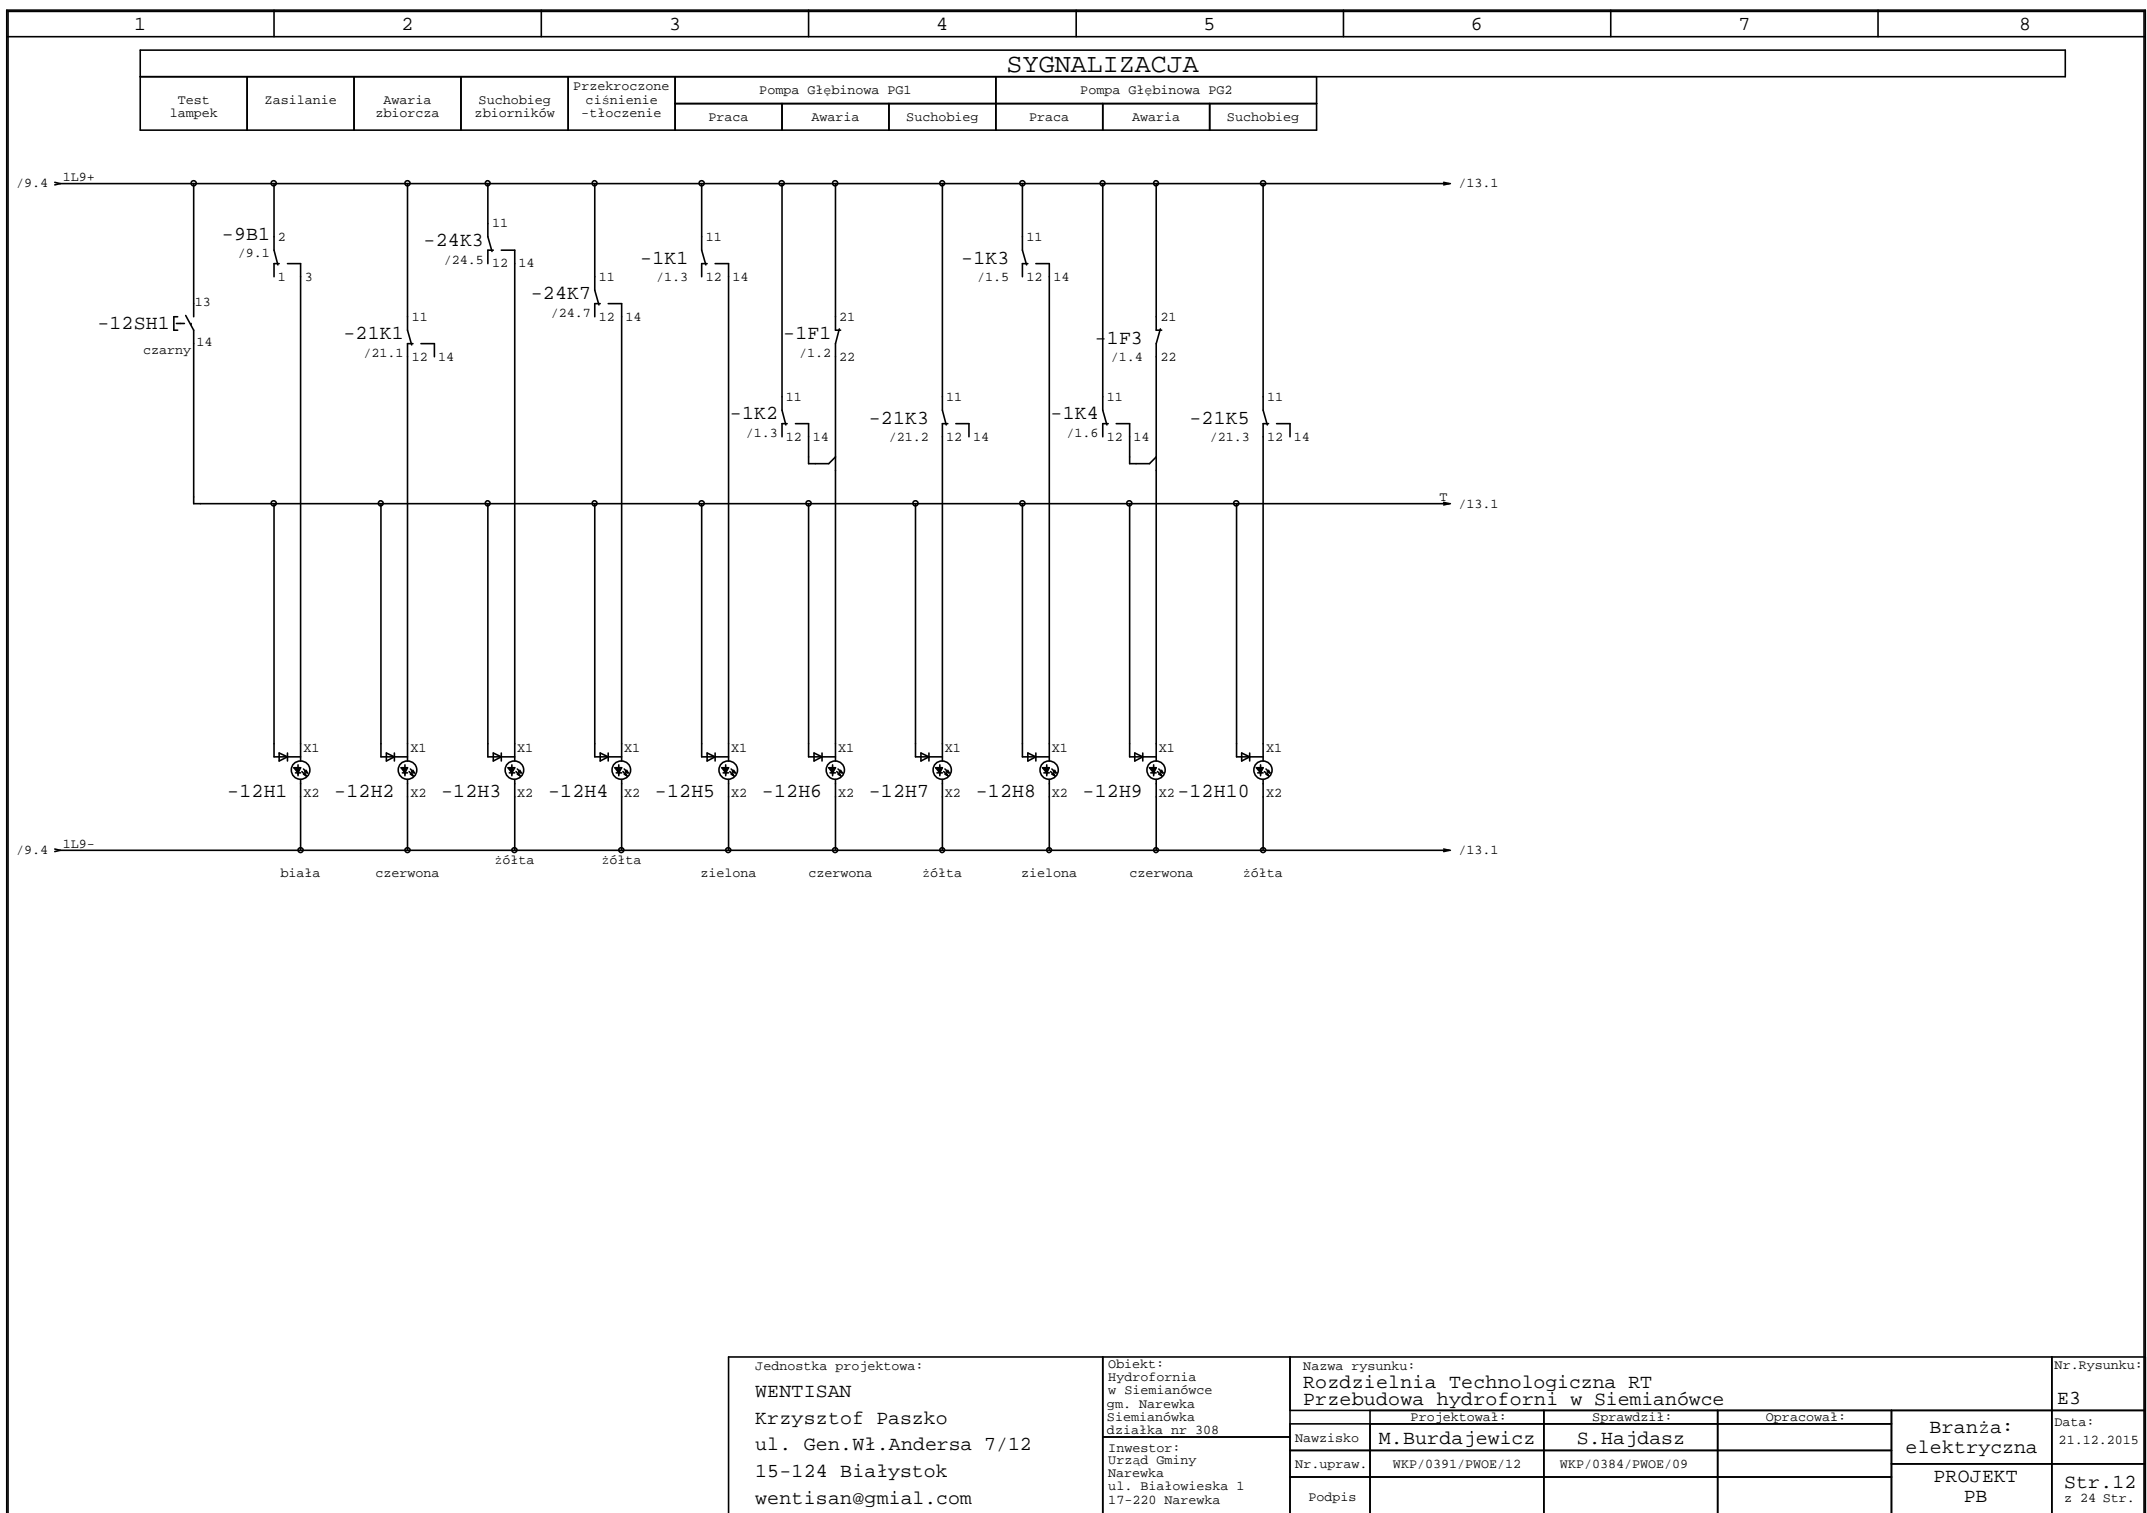 1 2 3 4 5 6 7 8
SYGNALIZACJA
Test
lampek
Zasilanie
Awaria
zbiorcza
Suchobieg
zbiorników
Przekroczone
ciśnienie
-tłoczenie
Pompa Głębinowa PG1
Praca
Awaria
Suchobieg
Pompa Głębinowa PG2
Praca
Awaria
Suchobieg
/9.4 1L9+ /13.1
-12SH1 13
czarny 14
-9B1 2
/9.1 1 3
-21K1 11
/21.1 12 14
-24K3 11
/24.5 12 14
-24K7 11
/24.7 12 14
-1K1 11
/1.3 12 14
-1K2 11
/1.3 12 14
-1F1 21
/1.2 22
-21K3 11
/21.2 12 14
-1K3 11
/1.5 12 14
-1K4 11
/1.6 12 14
-1F3 21
/1.4 22
-21K5 11
/21.3 12 14
T /13.1
X1 X1 X1 X1 X1 X1 X1 X1 X1 X1
-12H1 X2 -12H2 X2 -12H3 X2 -12H4 X2 -12H5 X2 -12H6 X2 -12H7 X2 -12H8 X2 -12H9 X2 -12H10 X2
/9.4 1L9- /13.1
biała czerwona żółta żółta zielona czerwona żółta zielona czerwona żółta
Jednostka projektowa:
WENTISAN
Krzysztof Paszko
ul. Gen.Wł.Andersa 7/12
15-124 Białystok
wentisan@gmial.com
Obiekt:
Hydrofornia
w Siemianówce
gm. Narewka
Siemianówka
działka nr 308
Inwestor:
Urząd Gminy
Narewka
ul. Białowieska 1
17-220 Narewka
Nazwa rysunku:
Rozdzielnia Technologiczna RT
Przebudowa hydroforni w Siemianówce
Projektował: Sprawdził: Opracował:
Nawzisko M.Burdajewicz S.Hajdasz
Nr.upraw. WKP/0391/PWOE/12 WKP/0384/PWOE/09
Podpis
Branża:
elektryczna
PROJEKT
PB
Nr.Rysunku:
E3
Data:
21.12.2015
Str.12
z 24 Str.